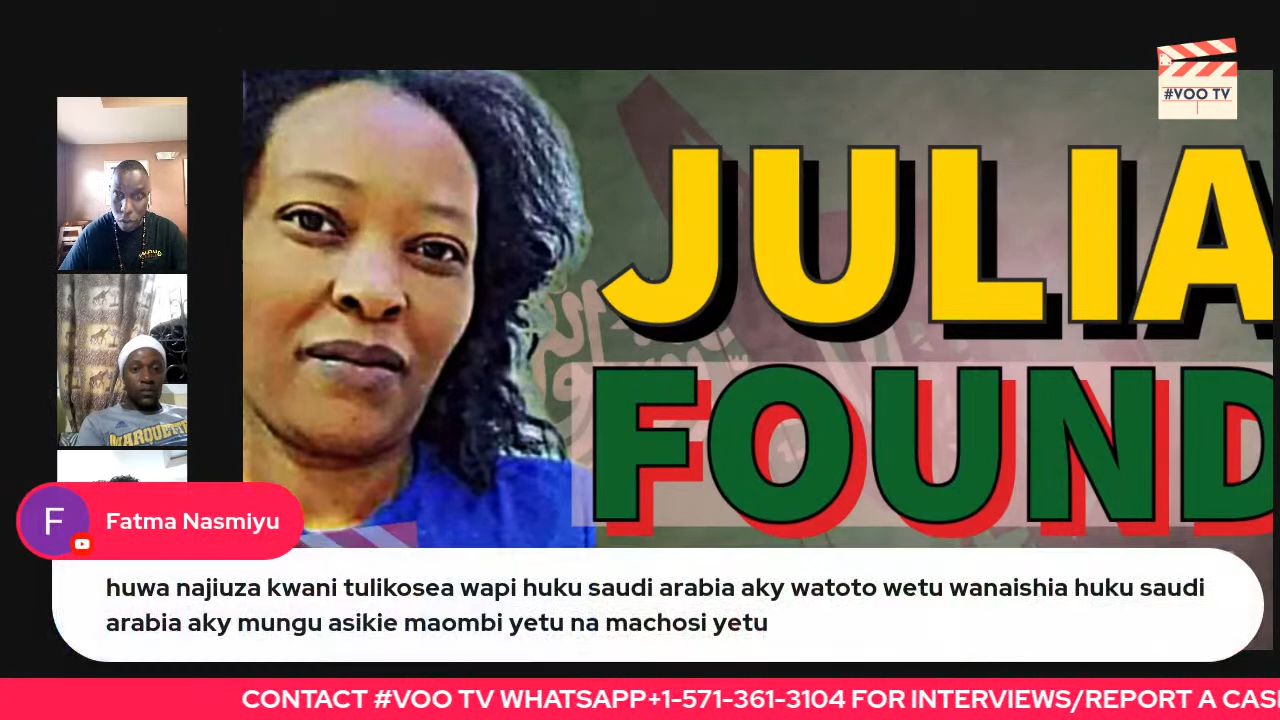 #VOO TV
JULIA
FOUND
MARQUETTE
F
Fatma Nasmiyu
huwa najiuza kwani tulikosea wapi huku saudi arabia aky watoto wetu wanaishia huku saudi
arabia aky mungu asikie maombi yetu na machosi yetu
CONTACT #VOO TV WHATSAPP+1-571-361-3104 FOR INTERVIEWS/REPORT A CAS